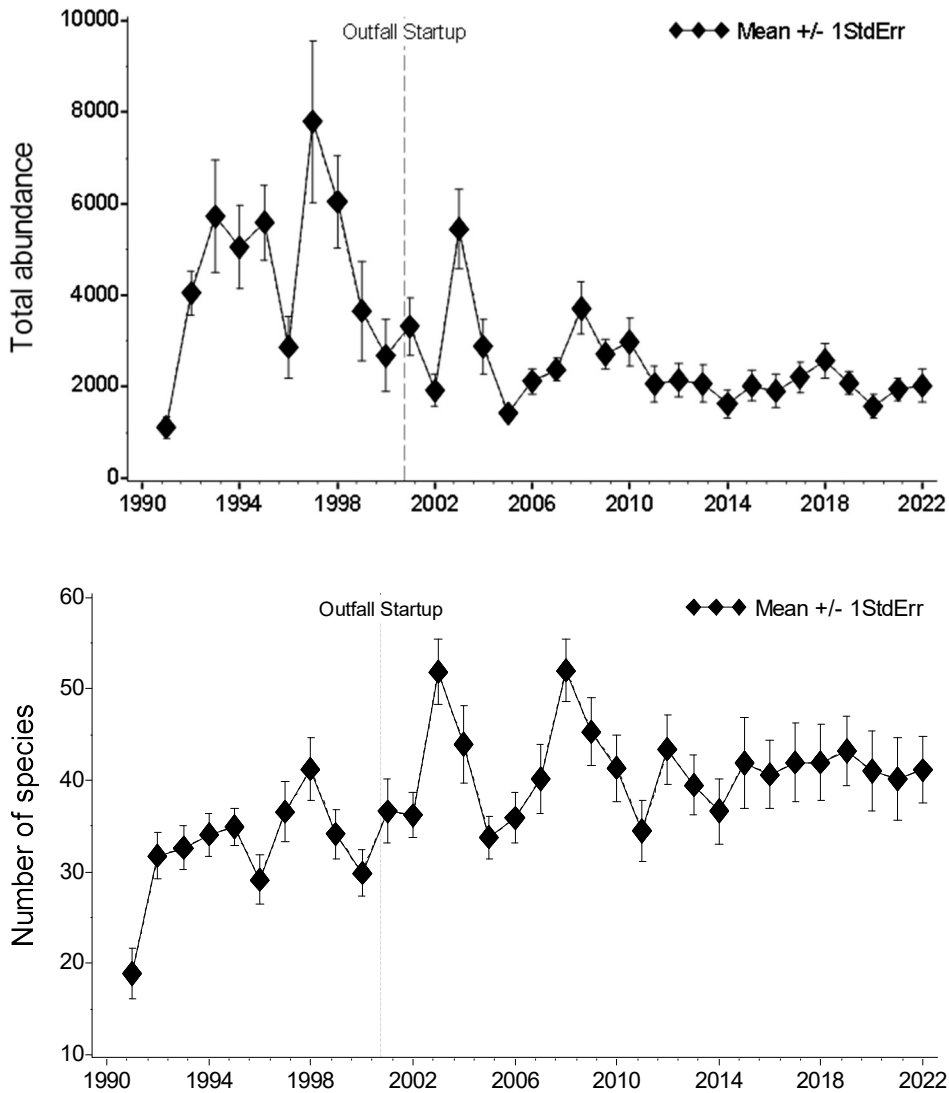 10000
Outfall Startup
Mean +/- 1StdErr
8000
6000
Total abundance
4000
2000
0
1990 1994 1998 2002 2006 2010 2014 2018 2022
60
Outfall Startup
Mean +/- 1StdErr
50
40
Number of species
30
20
10
1990 1994 1998 2002 2006 2010 2014 2018 2022